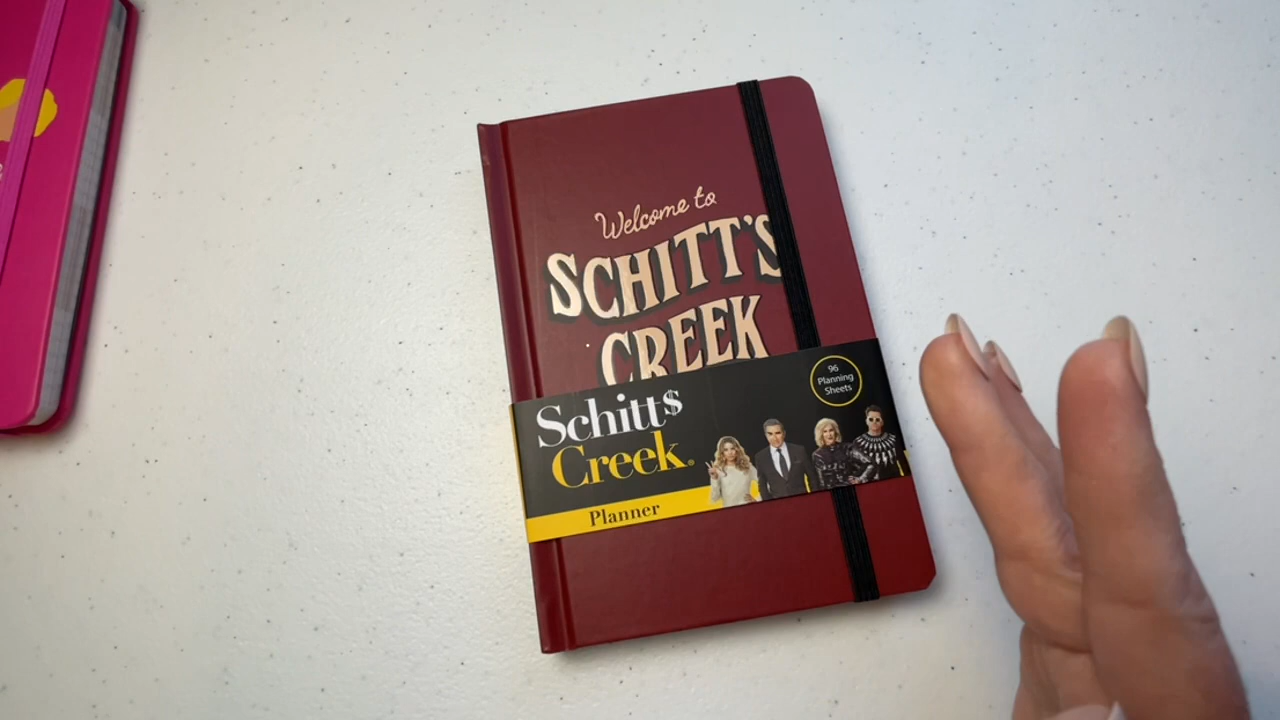 Welcome to
SCHITT'S
CREEK
96
Planning
Sheets
Schitt$
Creek®
Planner